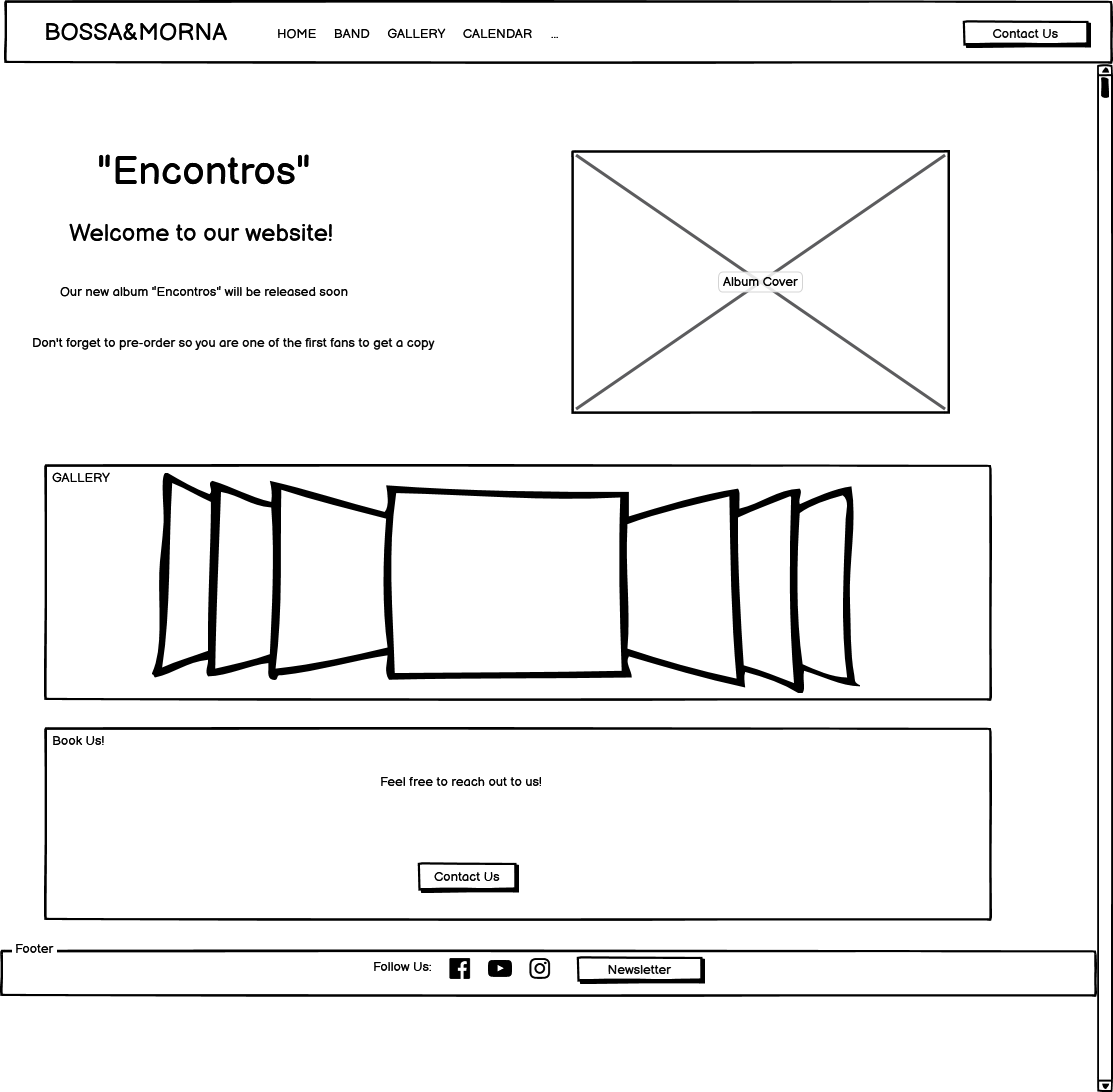 BOSSA&MORNA
HOME BAND GALLERY CALENDAR ...
Contact Us
"Encontros"
Welcome to our website!
Our new album "Encontros" will be released soon
Don't forget to pre-order so you are one of the first fans to get a copy
Album Cover
GALLERY
Book Us!
Feel free to reach out to us!
Contact Us
Footer
Follow Us:
Newsletter